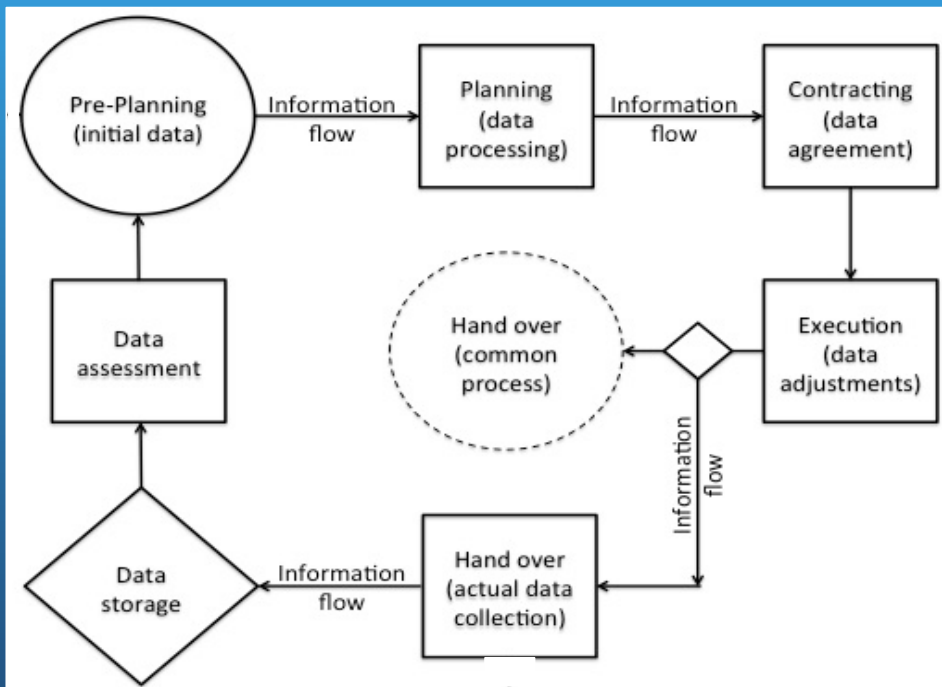 Pre-Planning
(initial data)
Information
flow
Planning
(data
processing)
Information
flow
Contracting
(data
agreement)
Execution
(data
adjustments)
Hand over
(common
process)
Information
flow
Hand over
(actual data
collection)
Information
flow
Data
storage
Data
assessment